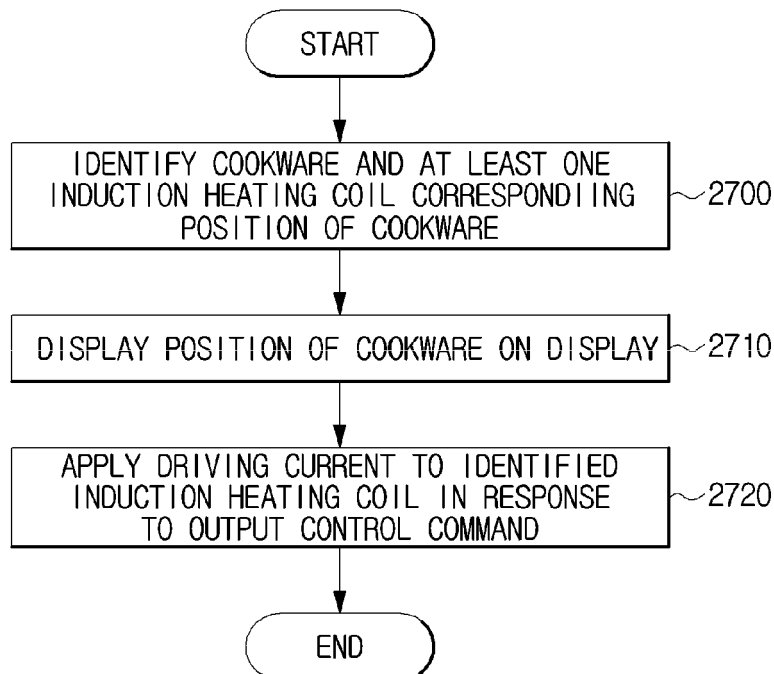 START
IDENTIFY COOKWARE AND AT LEAST ONE
INDUCTION HEATING COIL CORRESPONDIING
POSITION OF COOKWARE
2700
DISPLAY POSITION OF COOKWARE ON DISPLAY
2710
APPLY DRIVING CURRENT TO IDENTIFIED
INDUCTION HEATING COIL IN RESPONSE
TO OUTPUT CONTROL COMMAND
2720
END